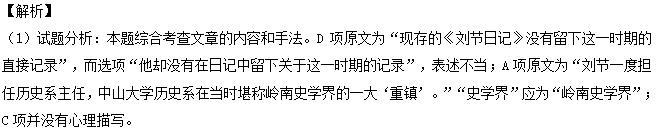 【解析】
（1）试题分析：本题综合考查文章的内容和手法。D 项原文为“现存的《刘节日记》没有留下这一时期的
直接记录”，而选项“他却没有在日记中留下关于这一时期的记录”，表述不当；A 项原文为“刘节一度担
任历史系主任，中山大学历史系在当时堪称岭南史学界的一大‘重镇’。”“史学界”应为“岭南史学界”；
C 项并没有心理描写。